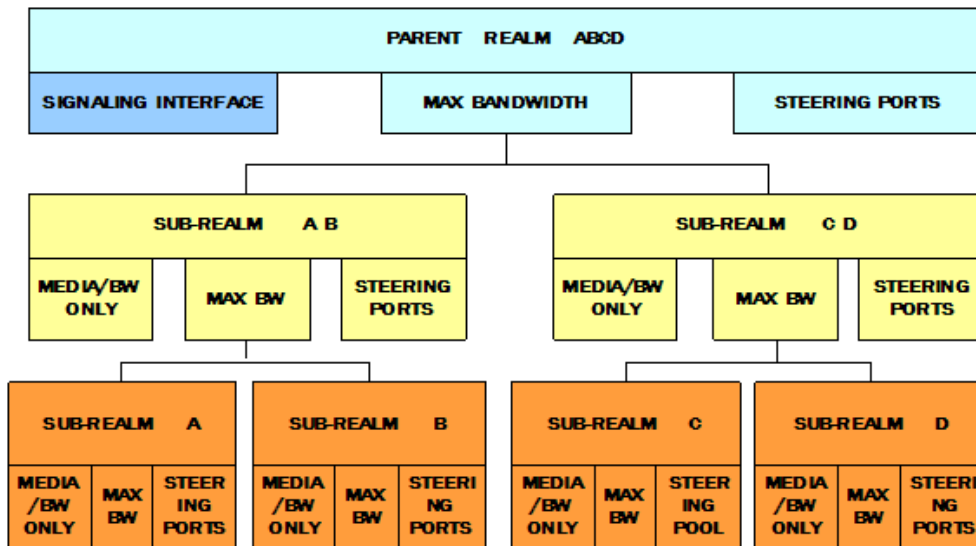 PARENT REALM ABCD
SIGNALING INTERFACE
MAX BANDWIDTH
STEERING PORTS
SUB-REALM A B
SUB-REALM C D
MEDIA/BW
ONLY
MAX BW
STEERING
PORTS
MEDIA/BW
ONLY
MAX BW
STEERING
PORTS
SUB-REALM A
SUB-REALM B
SUB-REALM C
SUB-REALM D
MEDIA
/BW
ONLY
MAX
BW
STEER
ING
PORTS
MEDIA
/BW
ONLY
MAX
BW
STEERI
NG
PORTS
MEDIA
/BW
ONLY
MAX
BW
STEER
ING
POOL
MEDIA
/BW
ONLY
MAX
BW
STEERI
NG
PORTS